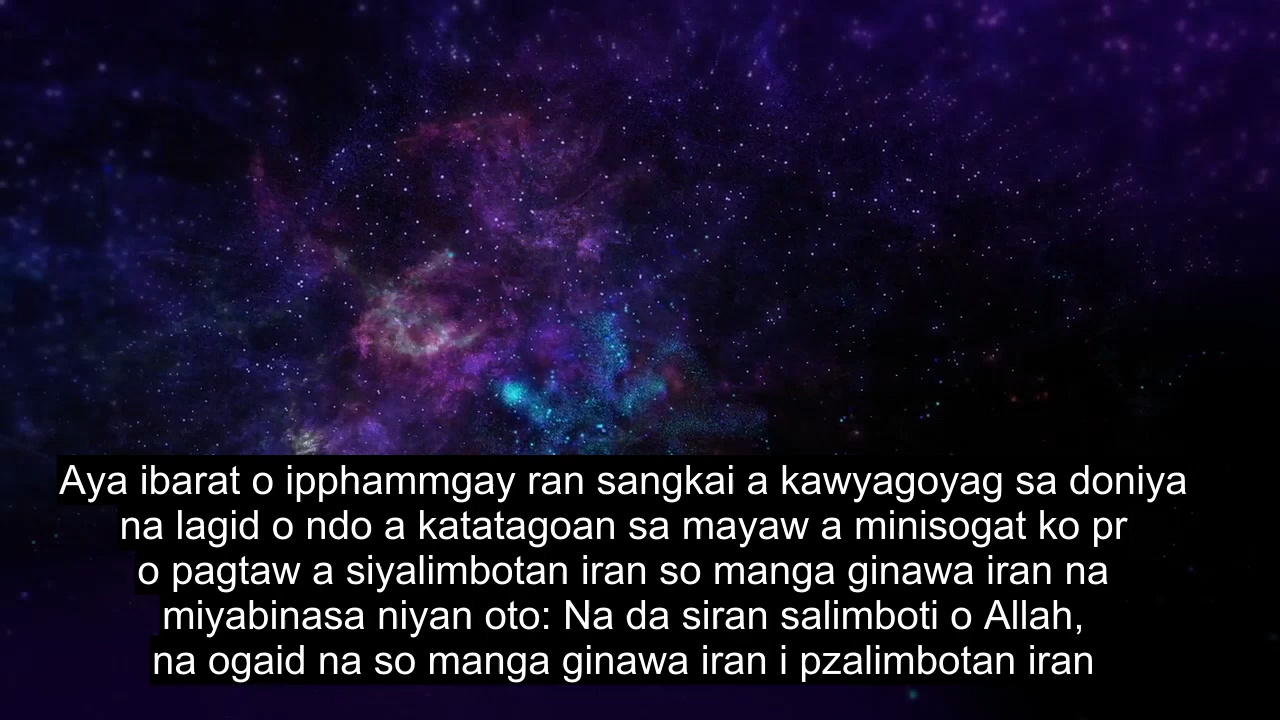 Aya ibarat o ipphammgay ran sangkai a kawyagoyag sa doniya
na lagid o ndo a katatagoan sa mayaw a minisogat ko pr
o pagtaw a siyalimbotan iran so manga ginawa iran na
miyabinasa niyan oto: Na da siran salimboti o Allah,
na ogaid na so manga ginawa iran i pzalimbotan iran